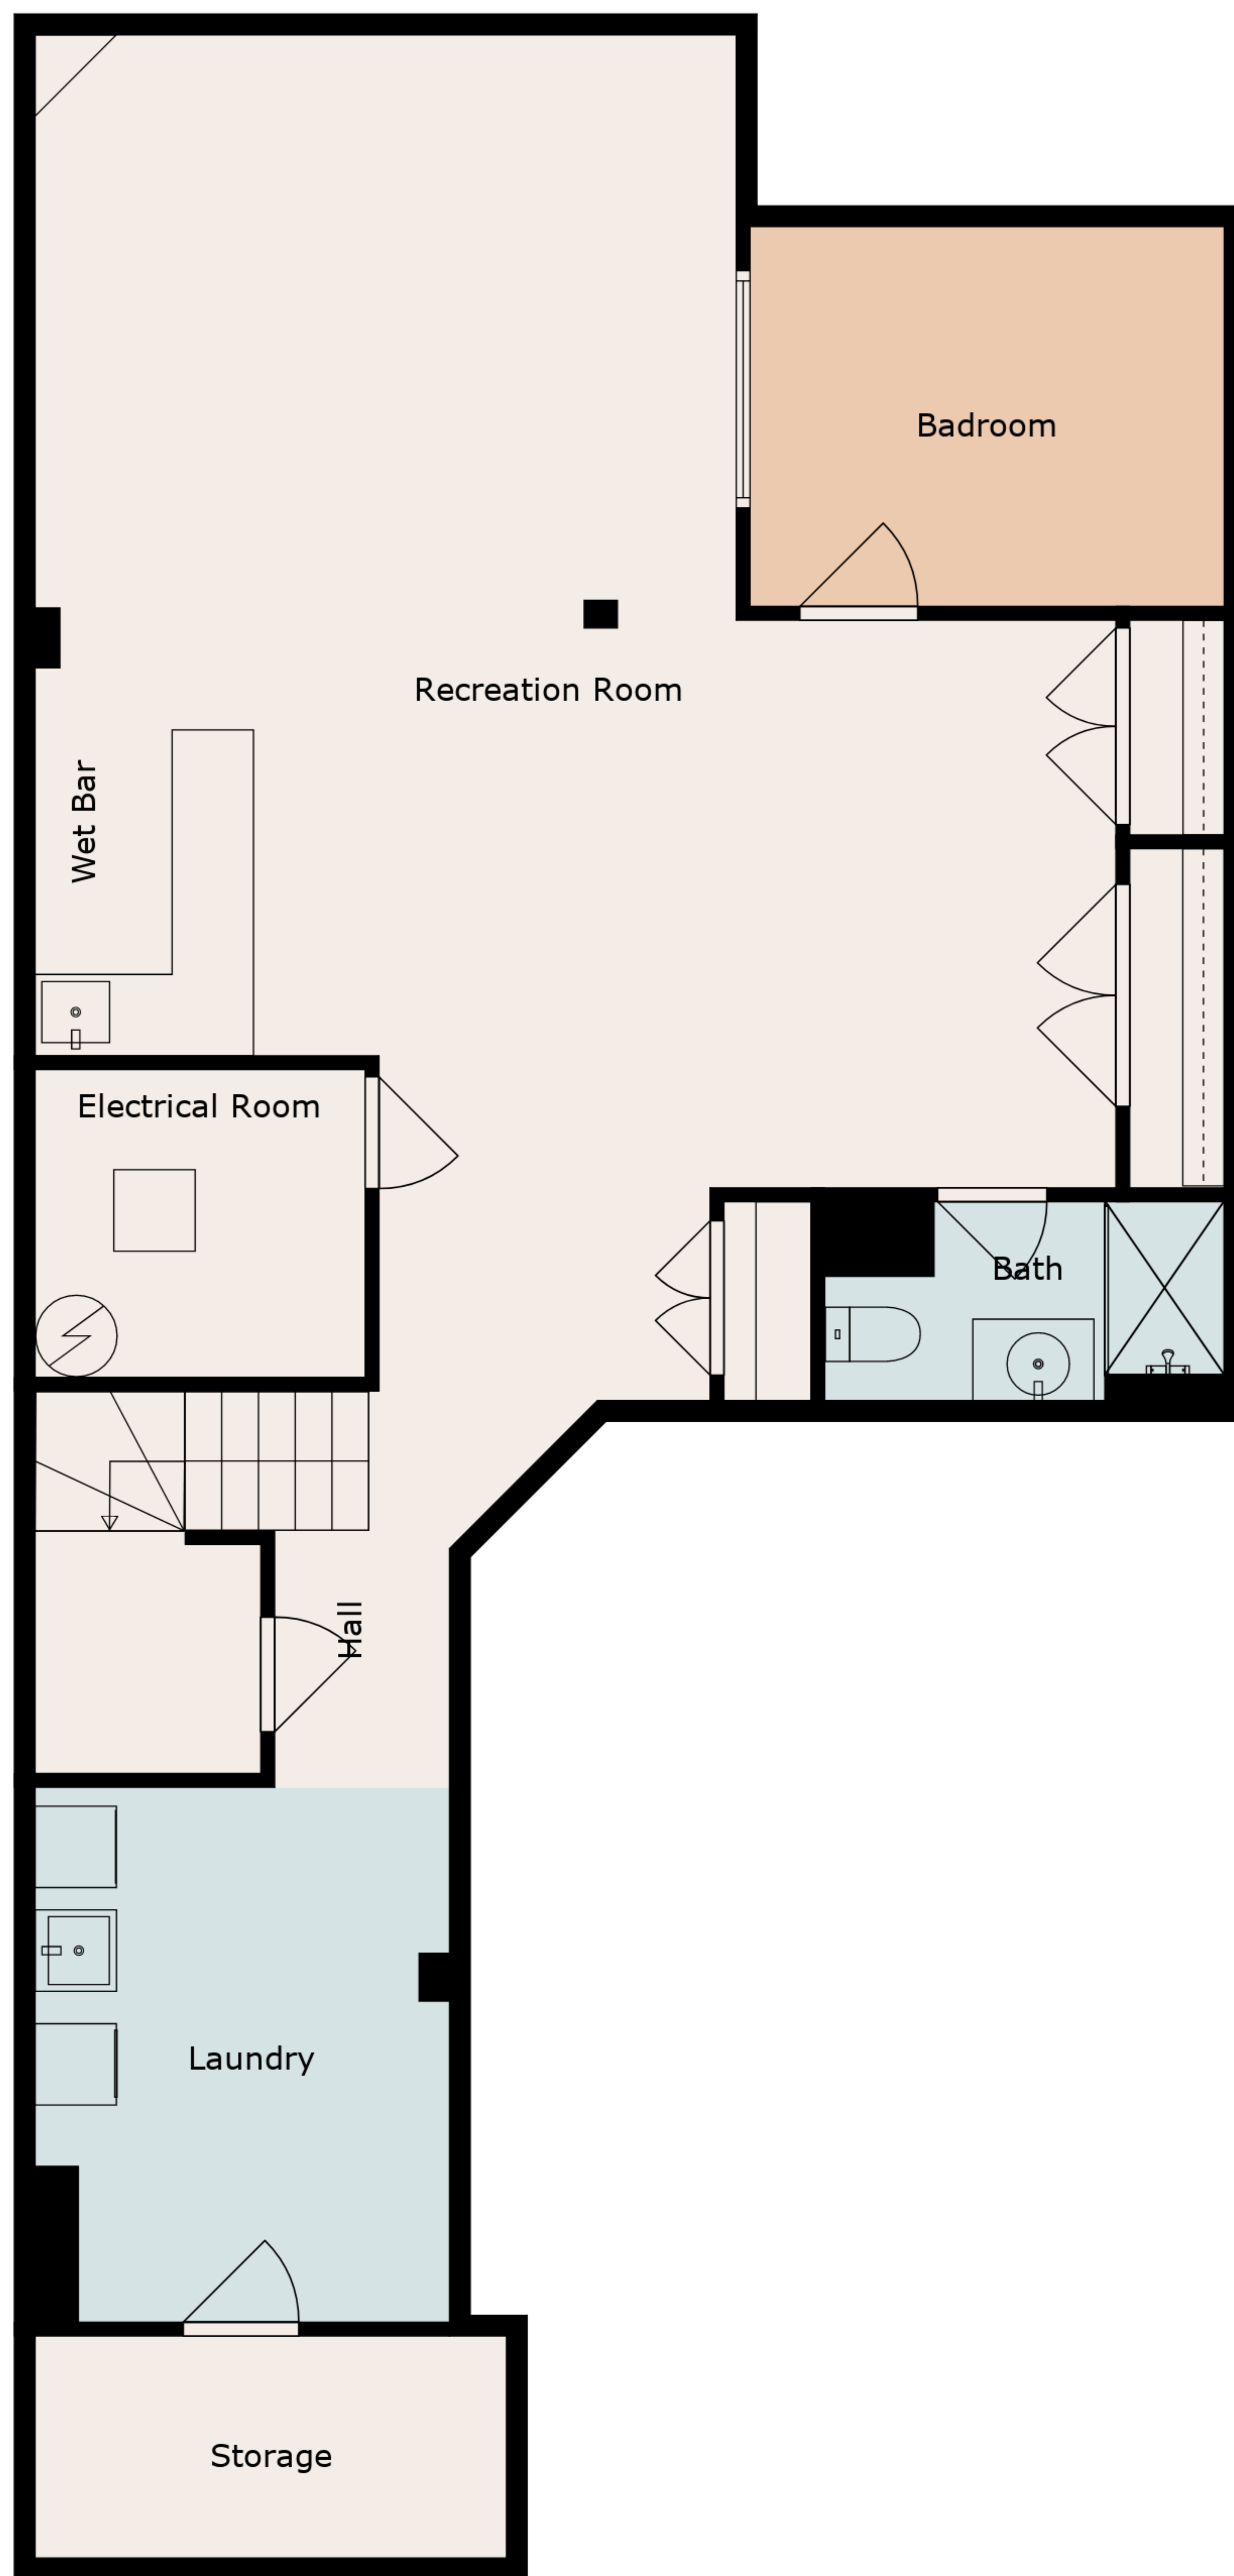 Badroom
Recreation Room
Wet Bar
Electrical Room
Bath
Hall
Laundry
Storage